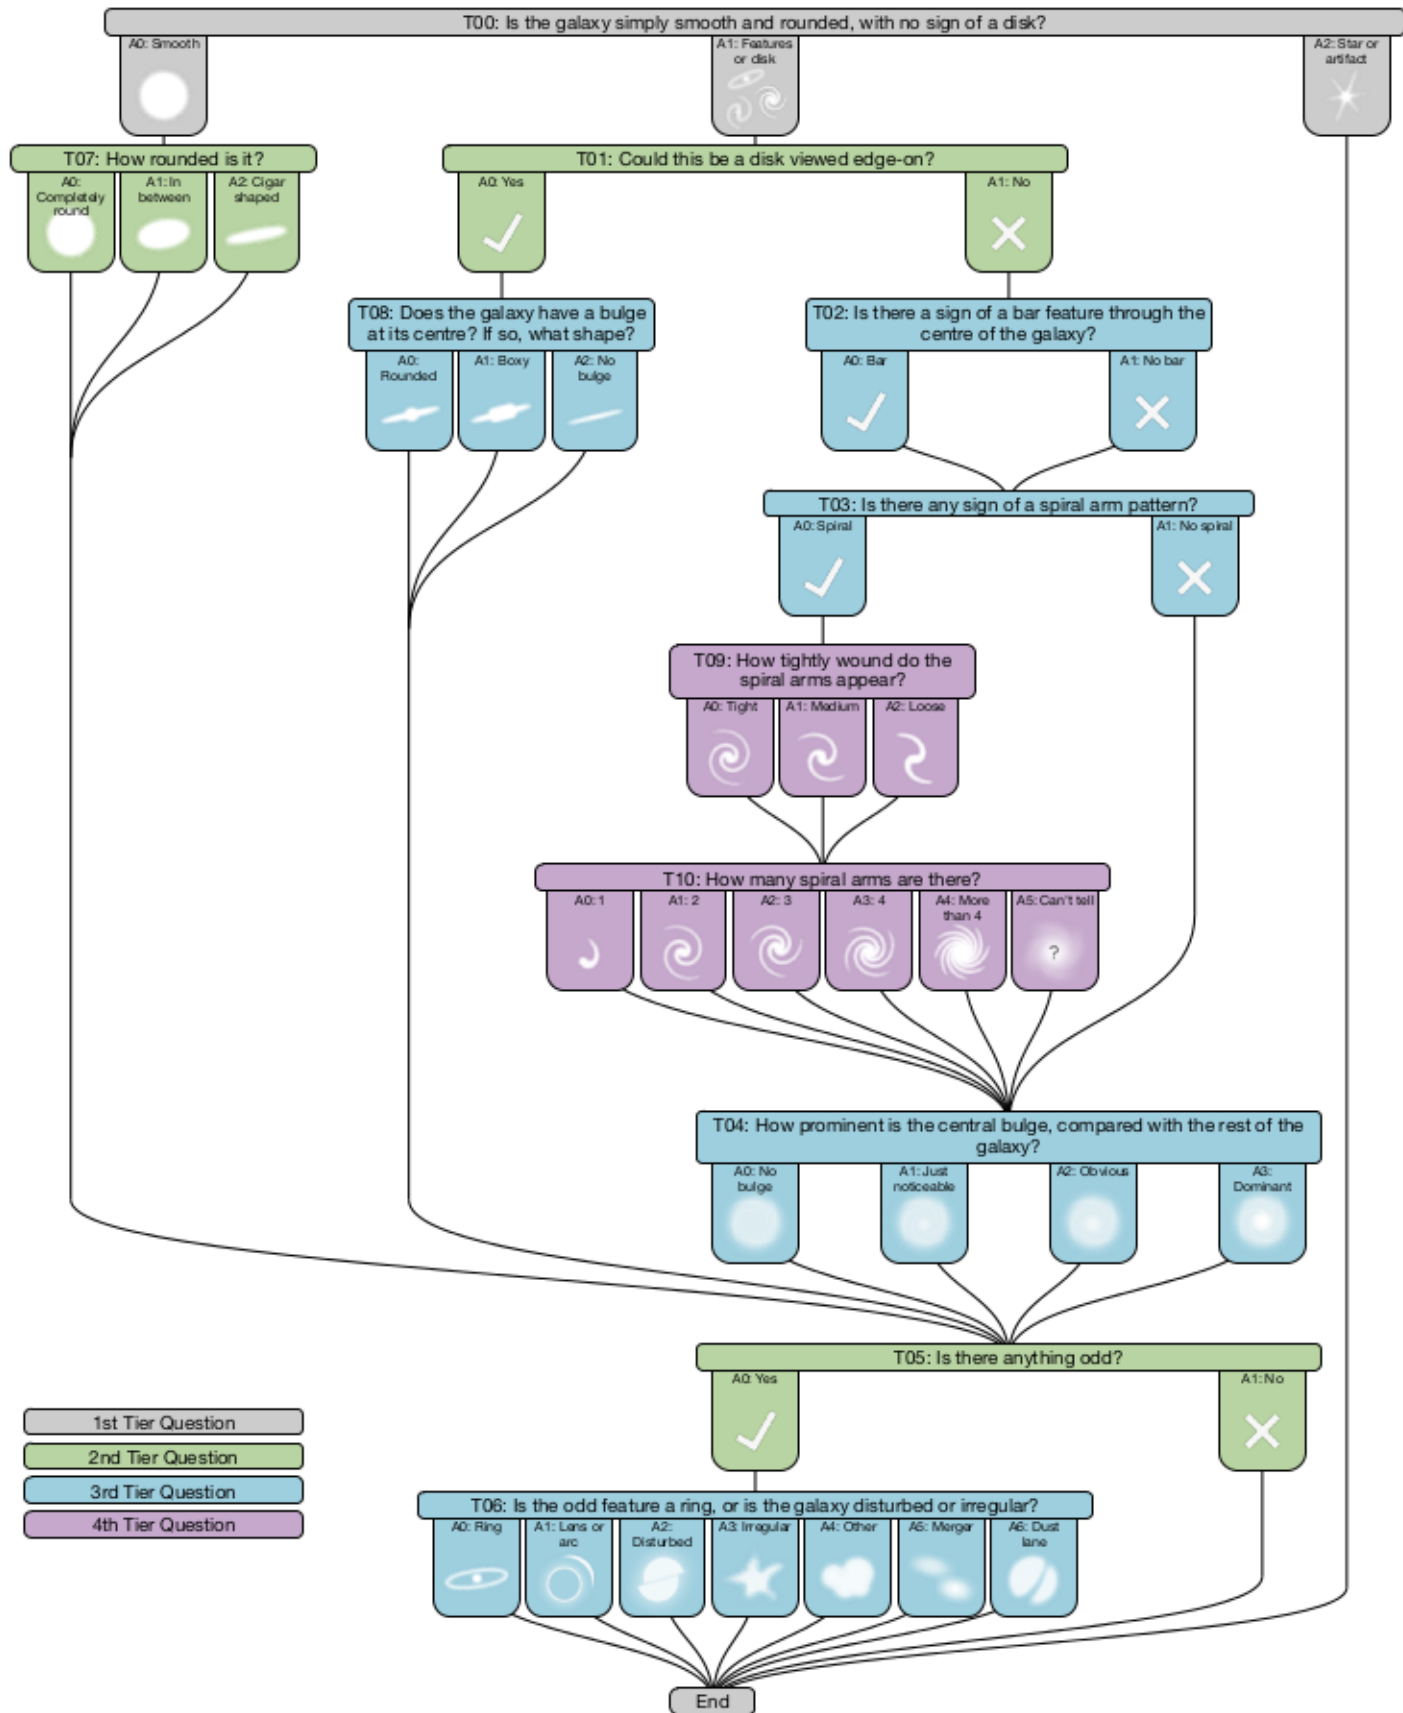 T00: Is the galaxy simply smooth and rounded, with no sign of a disk?
A0: Smooth
A1: Features
or disk
A2: Star or
artifact
T07: How rounded is it?
A0:
Completely
round
A1: In
between
A2: Cigar
shaped
T01: Could this be a disk viewed edge-on?
A0: Yes
A1: No
T08: Does the galaxy have a bulge
at its centre? If so, what shape?
A0:
Rounded
A1: Boxy
A2: No
bulge
T02: Is there a sign of a bar feature through the
centre of the galaxy?
A0: Bar
A1: No bar
T03: Is there any sign of a spiral arm pattern?
A0: Spiral
A1: No spiral
T09: How tightly wound do the
spiral arms appear?
A0: Tight
A1: Medium
A2: Loose
T10: How many spiral arms are there?
A0: 1
A1: 2
A2: 3
A3: 4
A4: More
than 4
A5: Can't tell
?
T04: How prominent is the central bulge, compared with the rest of the
galaxy?
A0: No
bulge
A1: Just
noticeable
A2: Obvious
A3:
Dominant
T05: Is there anything odd?
A0: Yes
A1: No
1st Tier Question
2nd Tier Question
3rd Tier Question
4th Tier Question
T06: Is the odd feature a ring, or is the galaxy disturbed or irregular?
A0: Ring
A1: Lens or
arc
A2:
Disturbed
A3: Irregular
A4: Other
A5: Merger
A6: Dust
lane
End